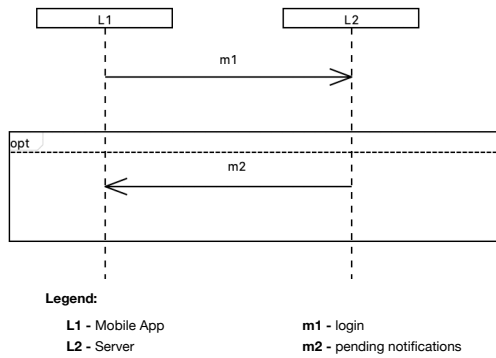 L1 L2
m1
opt
m2
Legend:
L1 - Mobile App m1 - login
L2 - Server m2 - pending notifications